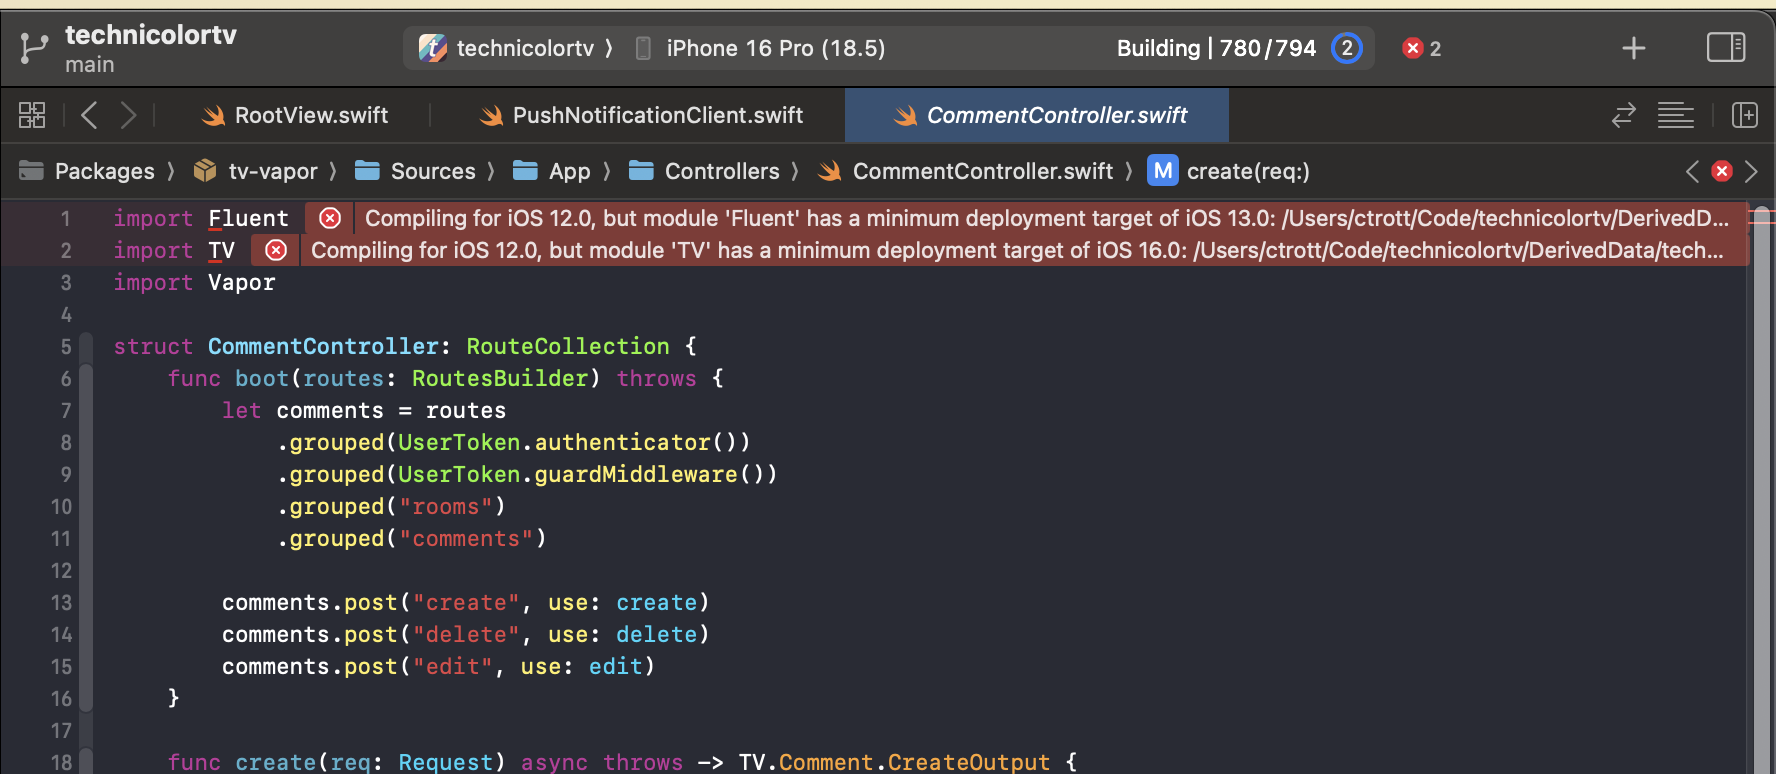 technicolortv
main
technicolortv 〉 iPhone 16 Pro (18.5) Building | 780/794 2 2
RootView.swift PushNotificationClient.swift CommentController.swift
Packages 〉 tv-vapor 〉 Sources 〉 App 〉 Controllers 〉 CommentController.swift 〉 M create(req:)
1 import Fluent Compiling for iOS 12.0, but module 'Fluent' has a minimum deployment target of iOS 13.0: /Users/ctrott/Code/technicolortv/DerivedD...
2 import TV Compiling for iOS 12.0, but module 'TV' has a minimum deployment target of iOS 16.0: /Users/ctrott/Code/technicolortv/DerivedData/tech...
3 import Vapor
4
5 struct CommentController: RouteCollection {
6     func boot(routes: RoutesBuilder) throws {
7         let comments = routes
8             .grouped(UserToken.authenticator())
9             .grouped(UserToken.guardMiddleware())
10             .grouped("rooms")
11             .grouped("comments")
12
13         comments.post("create", use: create)
14         comments.post("delete", use: delete)
15         comments.post("edit", use: edit)
16     }
17
18     func create(req: Request) async throws -> TV.Comment.CreateOutput {